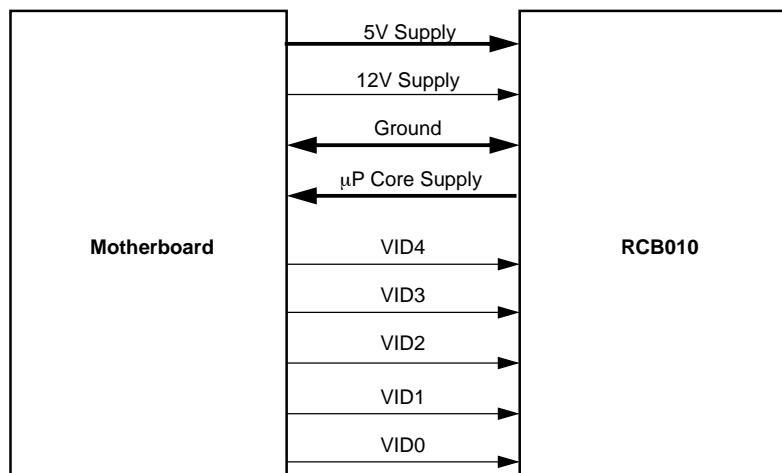 5V Supply
12V Supply
Ground
μP Core Supply
Motherboard
RCB010
VID4
VID3
VID2
VID1
VID0